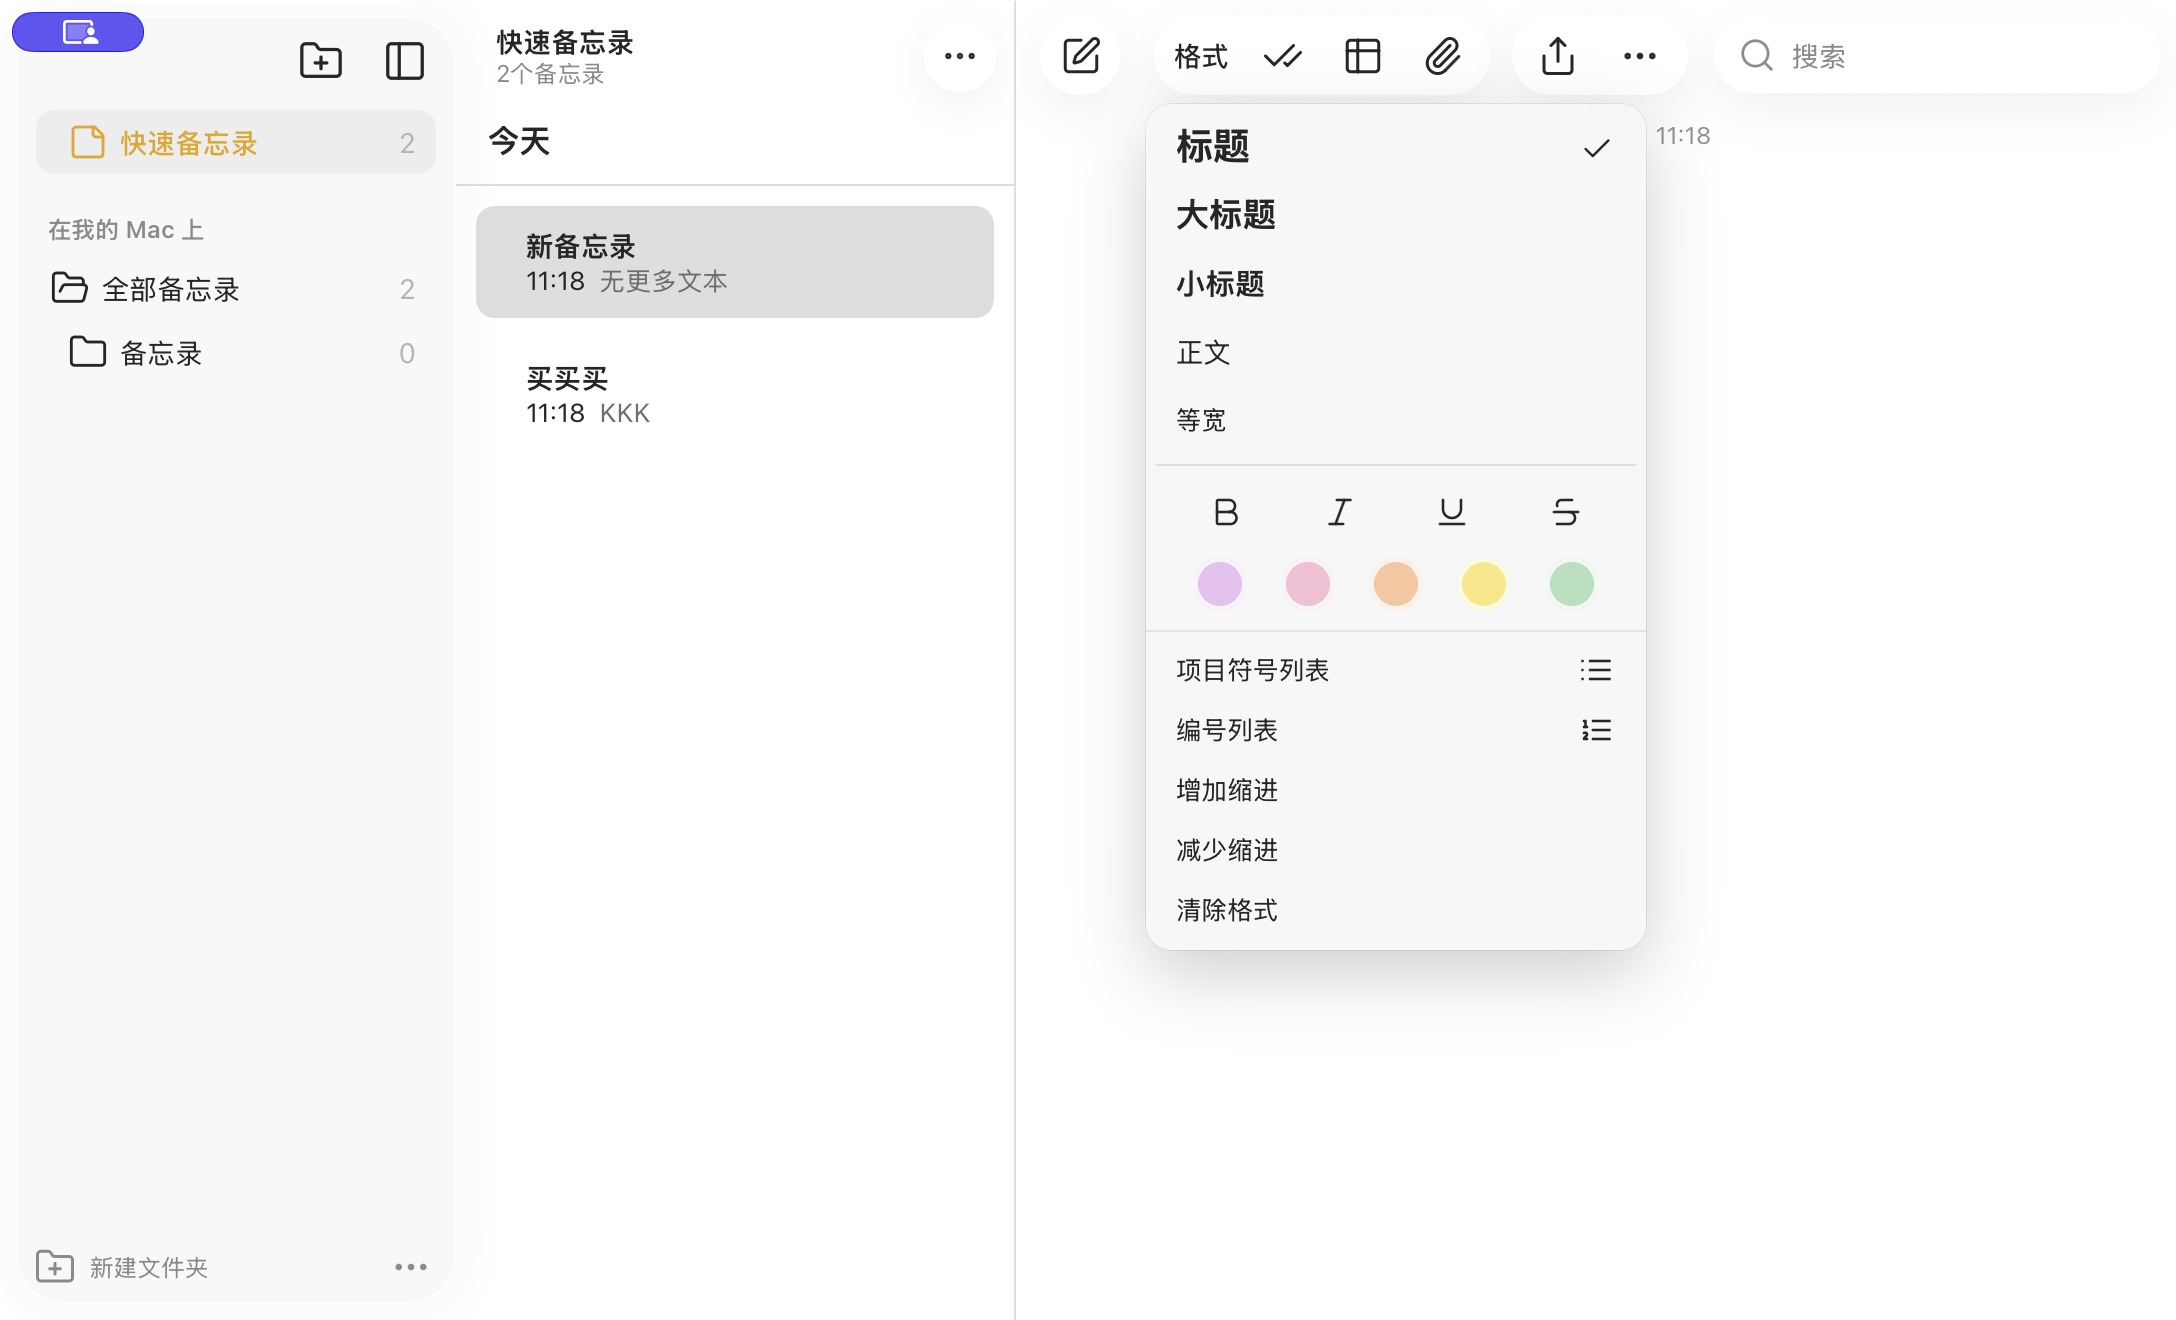 快速备忘录 2
在我的 Mac 上
全部备忘录 2
备忘录 0
新建文件夹
快速备忘录
2个备忘录
今天
新备忘录
11:18 无更多文本
买买买
11:18 KKK
格式
搜索
11:18
标题
大标题
小标题
正文
等宽
B I U S
项目符号列表
编号列表
增加缩进
减少缩进
清除格式